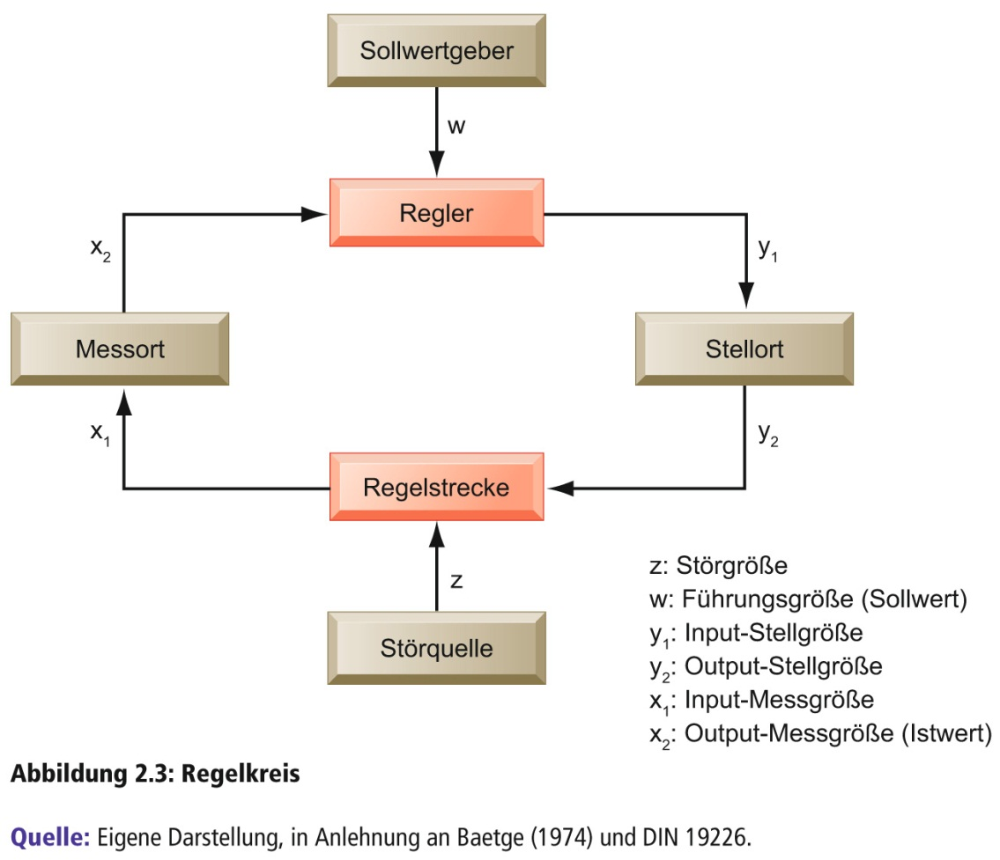 Sollwertgeber
w
Regler
x₂
y₁
Messort
Stellort
x₁
y₂
Regelstrecke
z
Störquelle
z: Störgröße
w: Führungsgröße (Sollwert)
y₁: Input-Stellgröße
y₂: Output-Stellgröße
x₁: Input-Messgröße
x₂: Output-Messgröße (Istwert)
Abbildung 2.3: Regelkreis
Quelle: Eigene Darstellung, in Anlehnung an Baetge (1974) und DIN 19226.